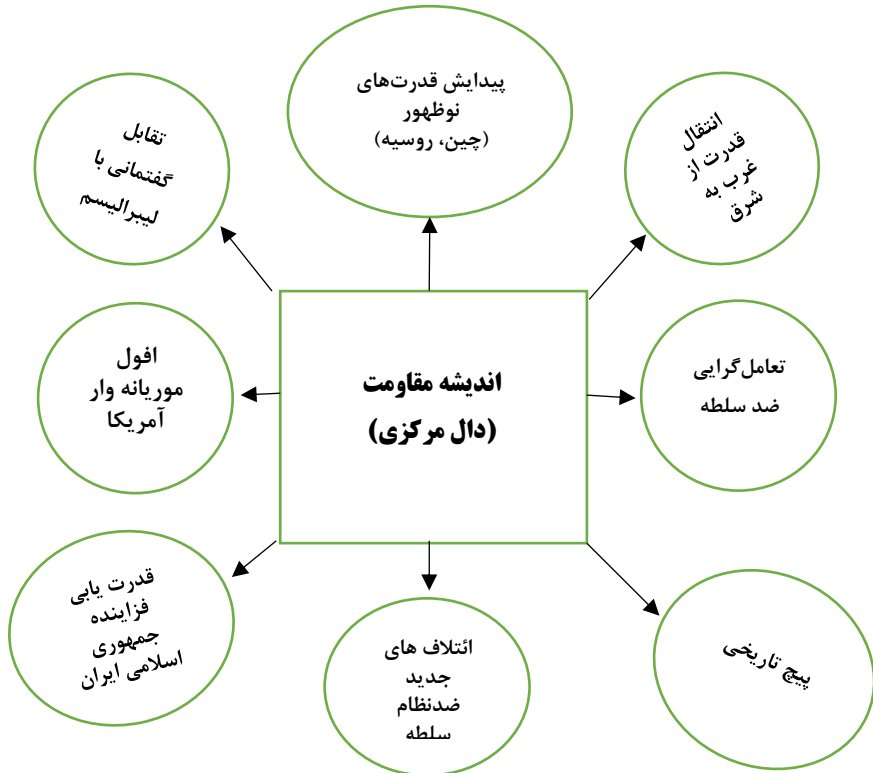 پیدایش قدرت‌های
نوظهور
(چین، روسیه)
انتقال
قدرت از
غرب به
شرق
تقابل
گفتمانی با
لیبرالیسم
اندیشه مقاومت
(دال مرکزی)
تعامل‌گرایی
ضد سلطه
افول
موریانه وار
آمریکا
پیچ تاریخی
ائتلاف های
جدید
ضدنظام
سلطه
قدرت یابی
فزاینده
جمهوری
اسلامی ایران